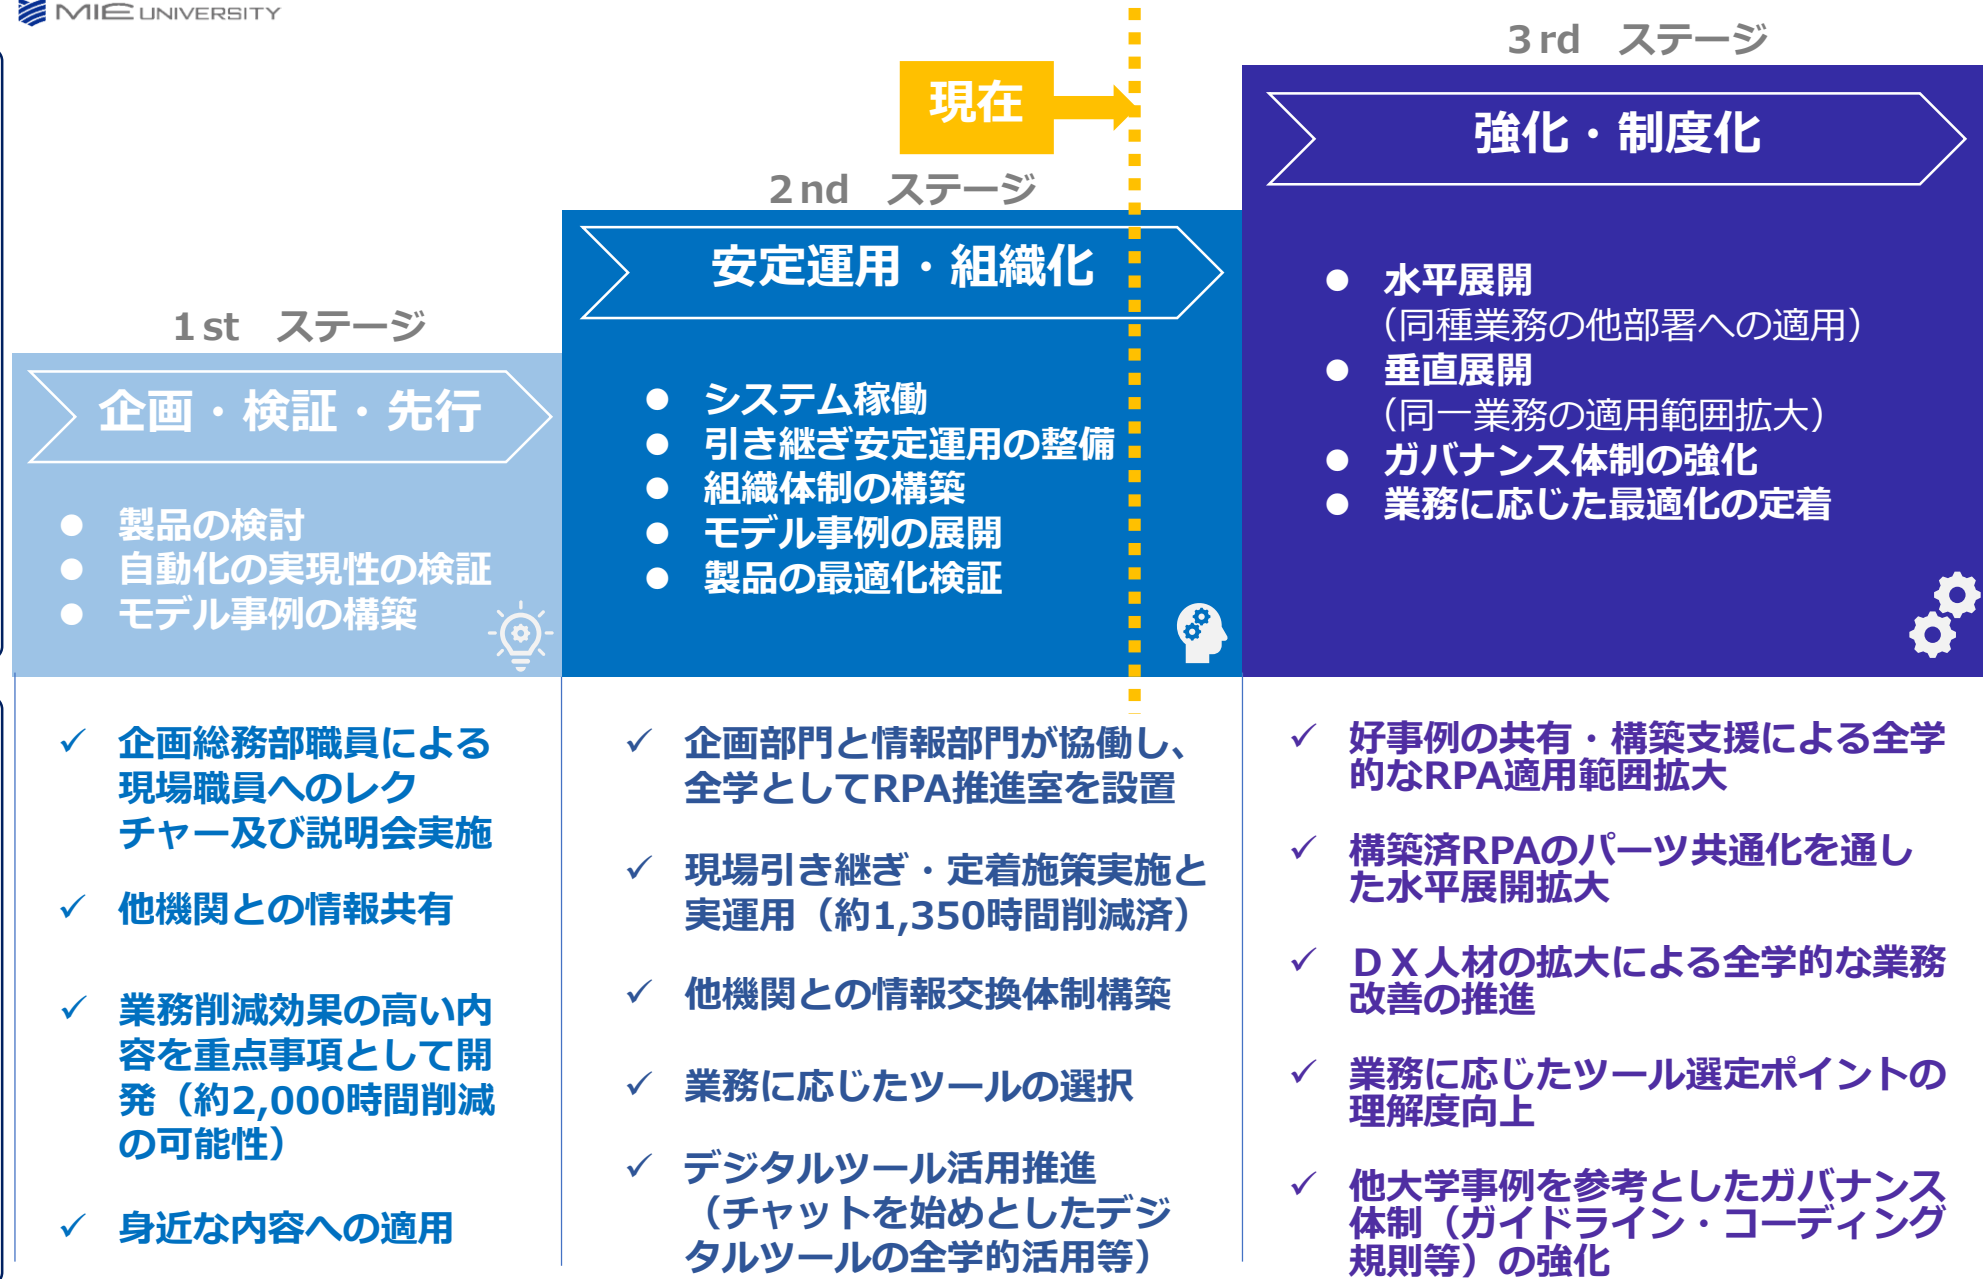 MIE UNIVERSITY
現在
1st ステージ
企画・検証・先行
● 製品の検討
● 自動化の実現性の検証
● モデル事例の構築
✓ 企画総務部職員による
現場職員へのレク
チャー及び説明会実施
✓ 他機関との情報共有
✓ 業務削減効果の高い内
容を重点事項として開
発（約2,000時間削減
の可能性）
✓ 身近な内容への適用
2nd ステージ
安定運用・組織化
● システム稼働
● 引き継ぎ安定運用の整備
● 組織体制の構築
● モデル事例の展開
● 製品の最適化検証
✓ 企画部門と情報部門が協働し、
全学としてRPA推進室を設置
✓ 現場引き継ぎ・定着施策実施と
実運用（約1,350時間削減済）
✓ 他機関との情報交換体制構築
✓ 業務に応じたツールの選択
✓ デジタルツール活用推進
（チャットを始めとしたデジ
タルツールの全学的活用等）
3rd ステージ
強化・制度化
● 水平展開
（同種業務の他部署への適用）
● 垂直展開
（同一業務の適用範囲拡大）
● ガバナンス体制の強化
● 業務に応じた最適化の定着
✓ 好事例の共有・構築支援による全学
的なRPA適用範囲拡大
✓ 構築済RPAのパーツ共通化を通し
た水平展開拡大
✓ ＤＸ人材の拡大による全学的な業務
改善の推進
✓ 業務に応じたツール選定ポイントの
理解度向上
✓ 他大学事例を参考としたガバナンス
体制（ガイドライン・コーディング
規則等）の強化